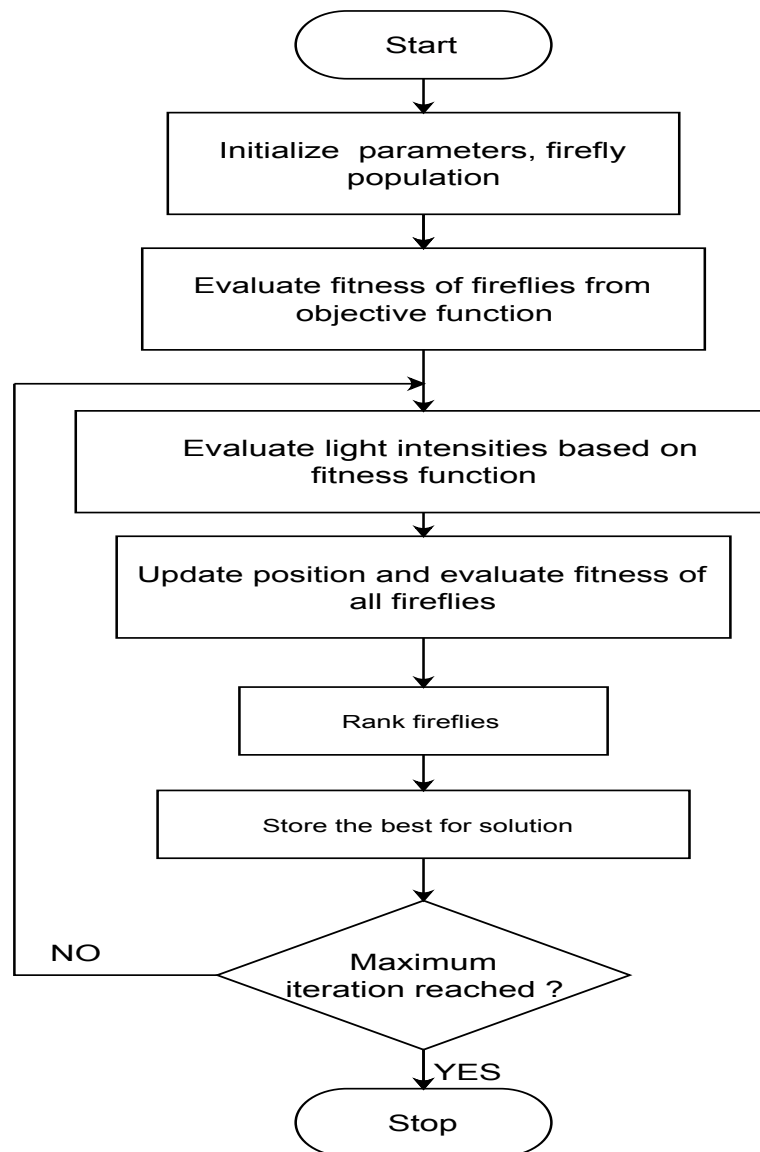 Start
Initialize  parameters, firefly
population
Evaluate fitness of fireflies from
objective function
Evaluate light intensities based on
fitness function
Update position and evaluate fitness of
all fireflies
Rank fireflies
Store the best for solution
NO
Maximum
iteration reached ?
YES
Stop